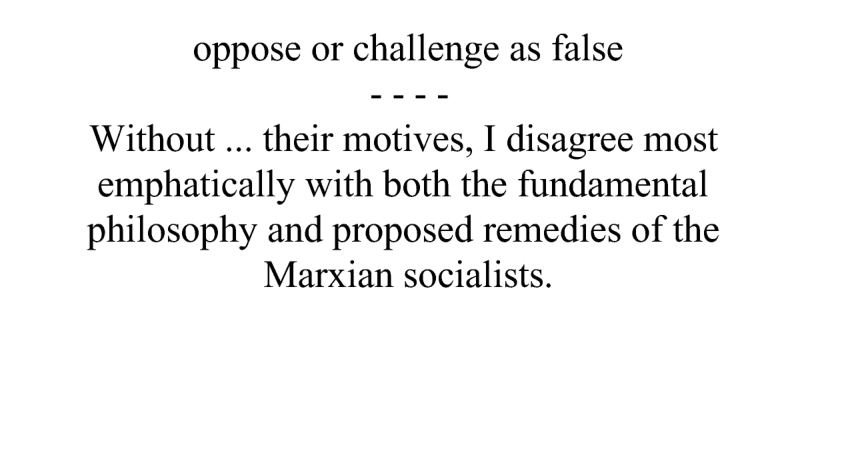 oppose or challenge as false
- - - -
Without ... their motives, I disagree most
emphatically with both the fundamental
philosophy and proposed remedies of the
Marxian socialists.